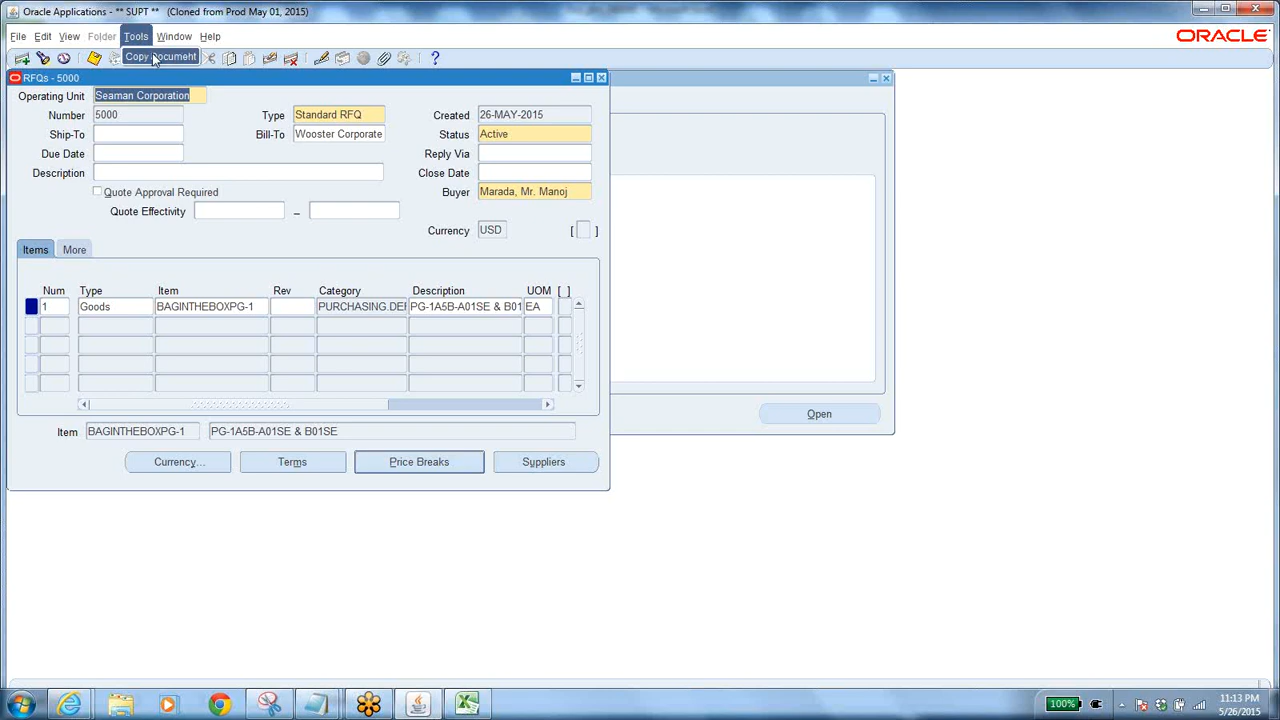 Oracle Applications - ** SUPT ** (Cloned from Prod May 01, 2015)
File Edit View Folder Tools Window Help
ORACLE
Copy Document
RFQs - 5000
Operating Unit Seaman Corporation
Number 5000 Type Standard RFQ Created 26-MAY-2015
Ship-To Bill-To Wooster Corporate Status Active
Due Date Reply Via
Description Close Date
Quote Approval Required Buyer Marada, Mr. Manoj
Quote Effectivity –
Currency USD [ ]
Items More
Num Type Item Rev Category Description UOM [ ]
1 Goods BAGINTHEBOXPG-1 PURCHASING.DEF PG-1A5B-A01SE & B01 EA
Item BAGINTHEBOXPG-1 PG-1A5B-A01SE & B01SE
Open
Currency... Terms Price Breaks Suppliers
100%
11:13 PM
5/26/2015